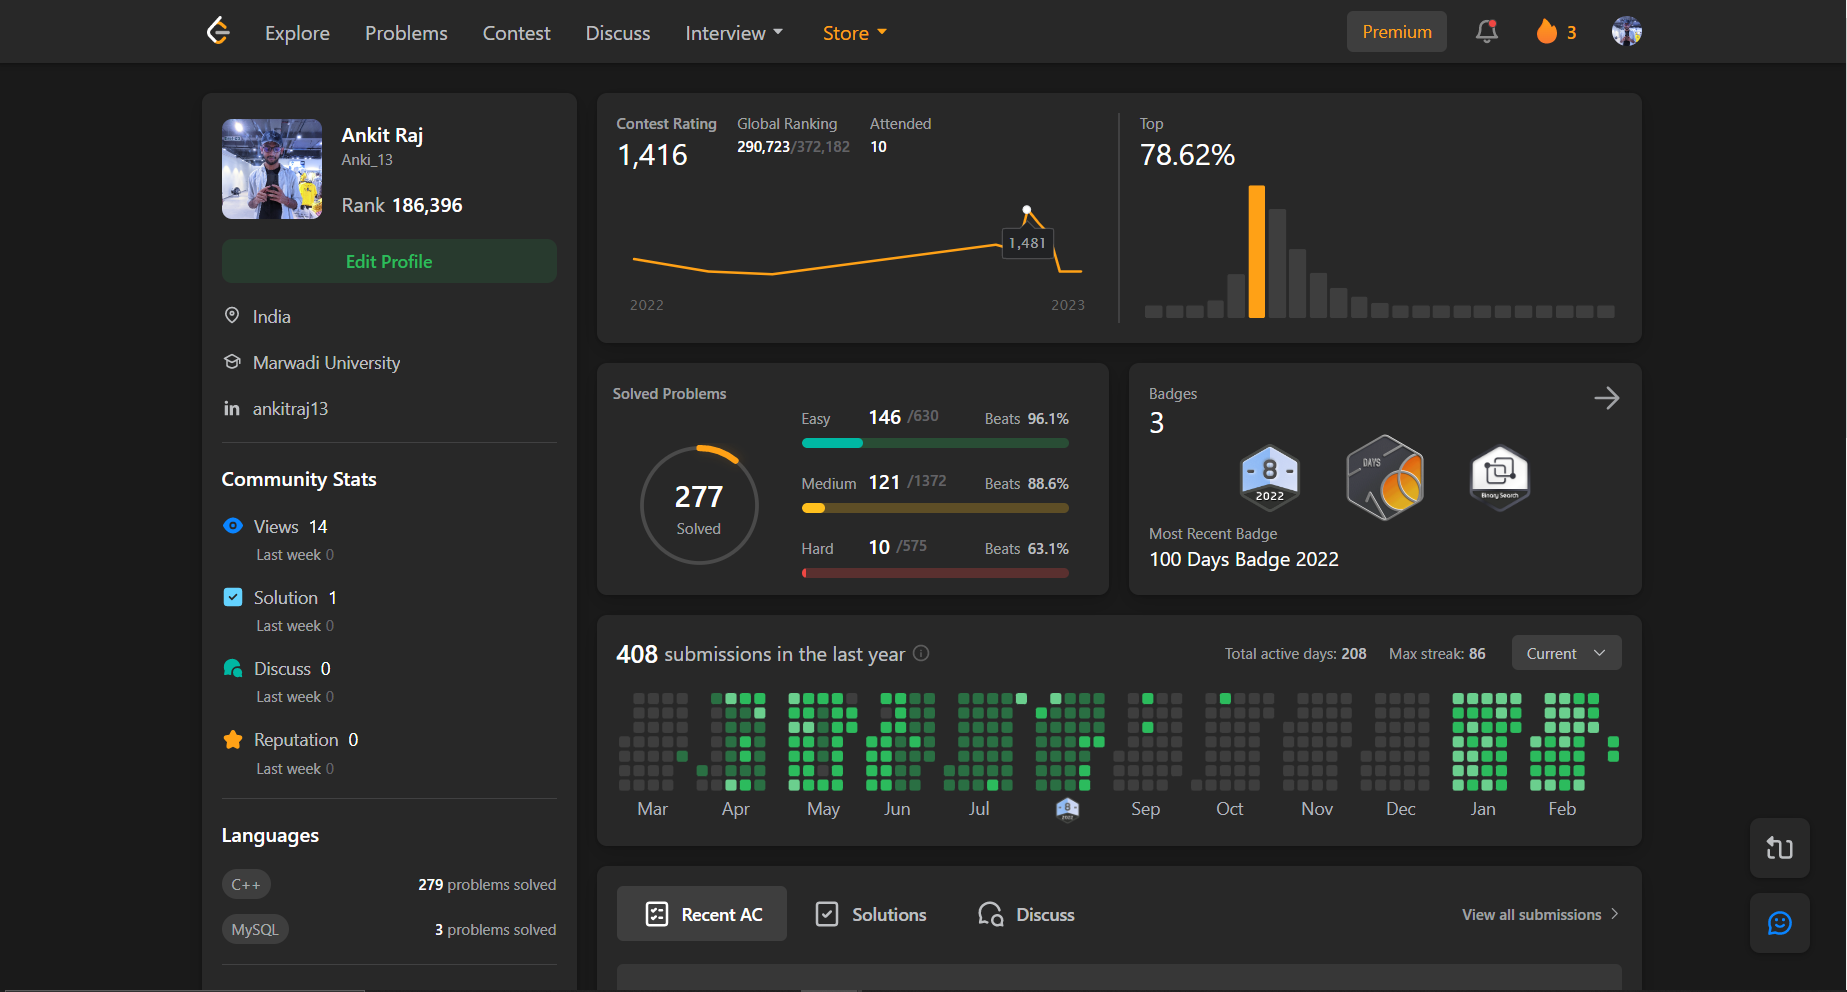 Explore Problems Contest Discuss Interview Store Premium 3
Ankit Raj
Anki_13
Rank 186,396
Edit Profile
India
Marwadi University
in ankitraj13
Community Stats
Views 14
Last week 0
Solution 1
Last week 0
Discuss 0
Last week 0
Reputation 0
Last week 0
Languages
C++ 279 problems solved
MySQL 3 problems solved
Contest Rating Global Ranking Attended
1,416 290,723/372,182 10
1,481
2022 2023
Top
78.62%
Solved Problems
277
Solved
Easy 146 /630 Beats 96.1%
Medium 121 /1372 Beats 88.6%
Hard 10 /575 Beats 63.1%
Badges
3
8
2022
DAYS
Binary Search
Most Recent Badge
100 Days Badge 2022
408 submissions in the last year Total active days: 208 Max streak: 86 Current
Mar Apr May Jun Jul 8 Sep Oct Nov Dec Jan Feb
Recent AC Solutions Discuss View all submissions